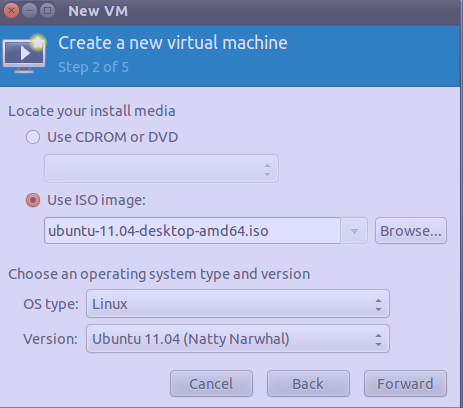 New VM
Create a new virtual machine
Step 2 of 5
Locate your install media
Use CDROM or DVD
Use ISO image:
ubuntu-11.04-desktop-amd64.iso
Browse...
Choose an operating system type and version
OS type: Linux
Version: Ubuntu 11.04 (Natty Narwhal)
Cancel Back Forward